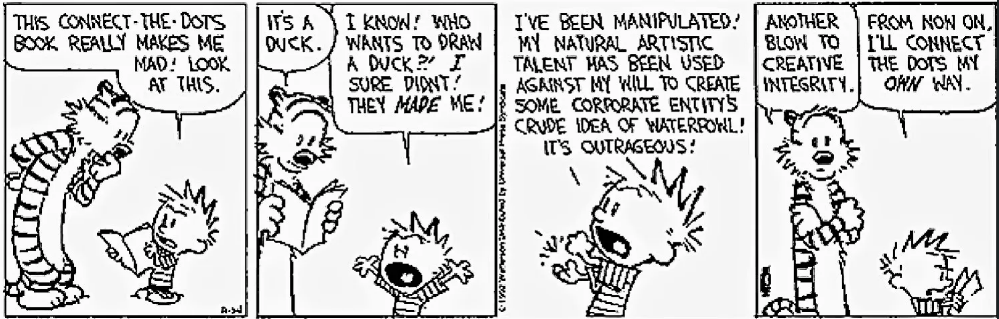 THIS CONNECT-THE-DOTS
BOOK REALLY MAKES ME
MAD! LOOK
AT THIS.
IT'S A
DUCK.
I KNOW! WHO
WANTS TO DRAW
A DUCK?! I
SURE DIDN'T!
THEY MADE ME!
I'VE BEEN MANIPULATED!
MY NATURAL ARTISTIC
TALENT HAS BEEN USED
AGAINST MY WILL TO CREATE
SOME CORPORATE ENTITY'S
CRUDE IDEA OF WATERFOWL!
IT'S OUTRAGEOUS!
ANOTHER
BLOW TO
CREATIVE
INTEGRITY.
FROM NOW ON,
I'LL CONNECT
THE DOTS MY
OWN WAY.